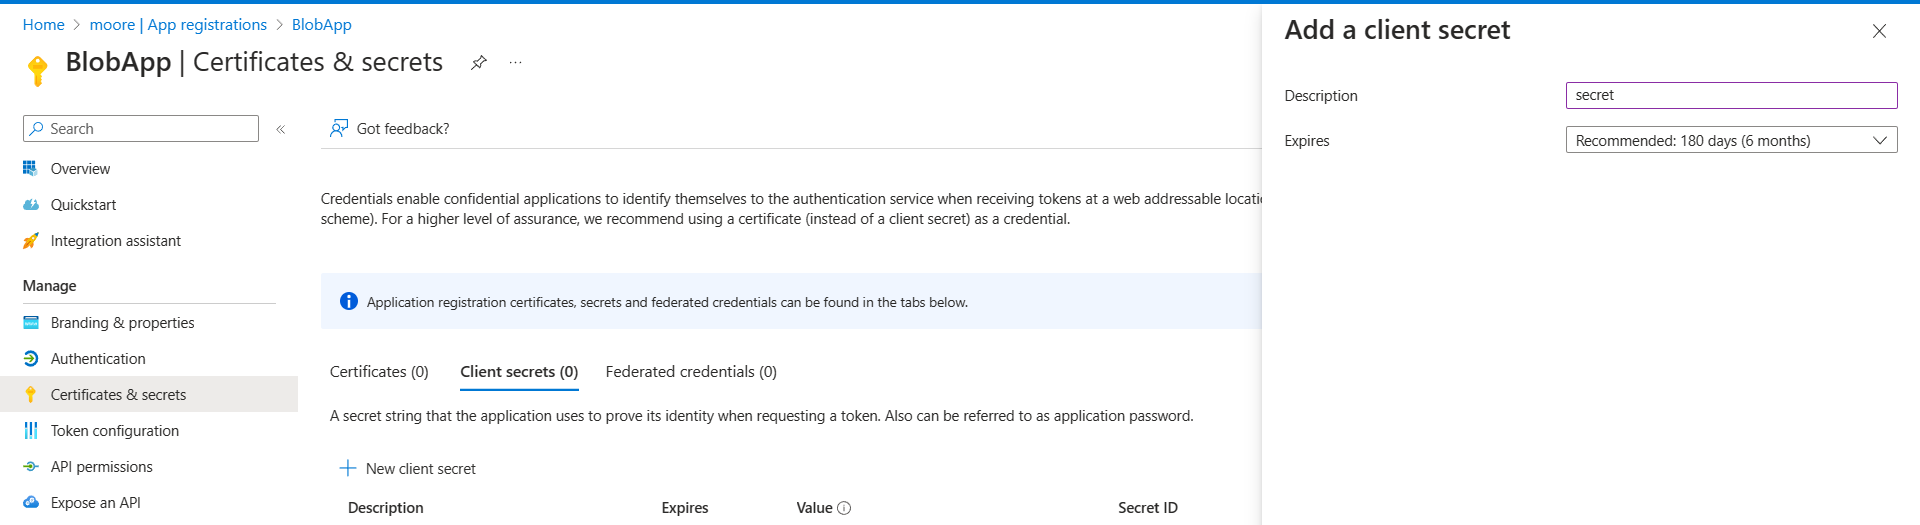 Home > moore | App registrations > BlobApp
BlobApp | Certificates & secrets
Search
Overview
Quickstart
Integration assistant
Manage
Branding & properties
Authentication
Certificates & secrets
Token configuration
API permissions
Expose an API
Got feedback?
Credentials enable confidential applications to identify themselves to the authentication service when receiving tokens at a web addressable
scheme). For a higher level of assurance, we recommend using a certificate (instead of a client secret) as a credential.
Application registration certificates, secrets and federated credentials can be found in the tabs below.
Certificates (0) Client secrets (0) Federated credentials (0)
A secret string that the application uses to prove its identity when requesting a token. Also can be referred to as application password.
New client secret
Description Expires Value Secret ID
Add a client secret
Description secret
Expires Recommended: 180 days (6 months)